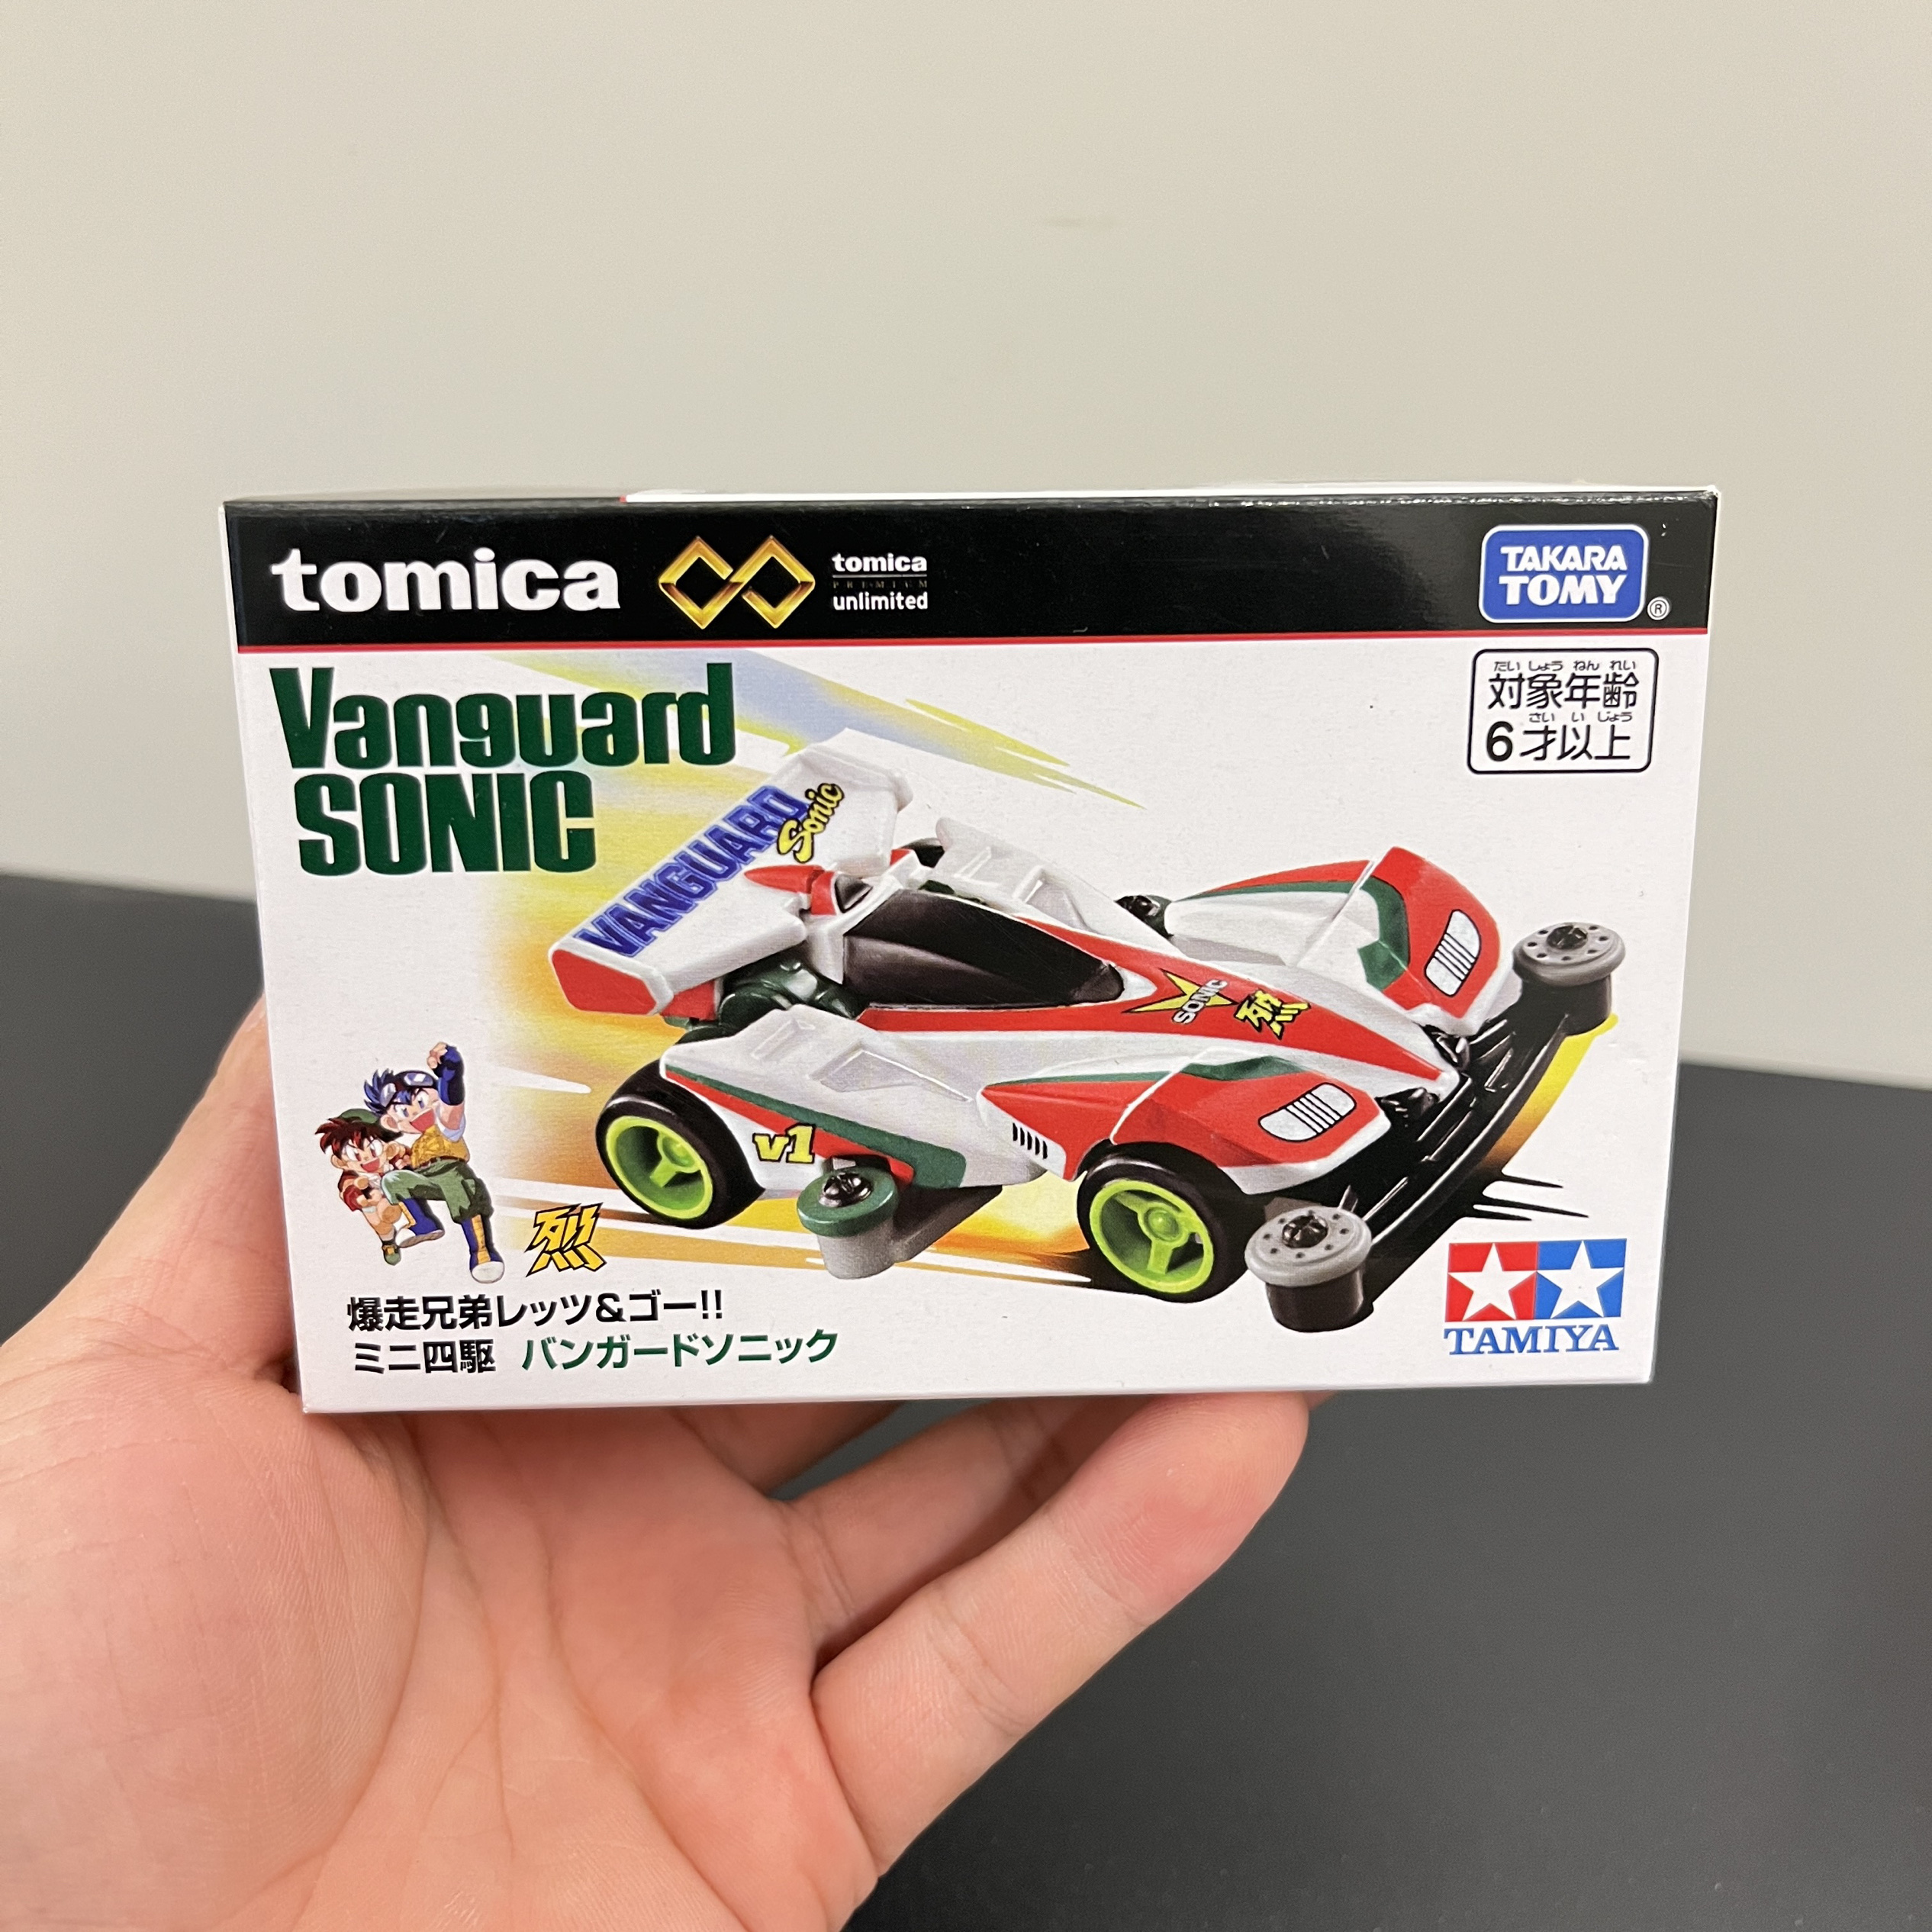 tomica
tomica
PREMIUM
unlimited
TAKARA
TOMY
®
Vanguard
SONIC
たい しょう ねん れい
対象年齢
さい い じょう
6才以上
VANGUARD
Sonic
SONIC
烈
v1
烈
爆走兄弟レッツ&ゴー!!
ミニ四駆 バンガードソニック
TAMIYA